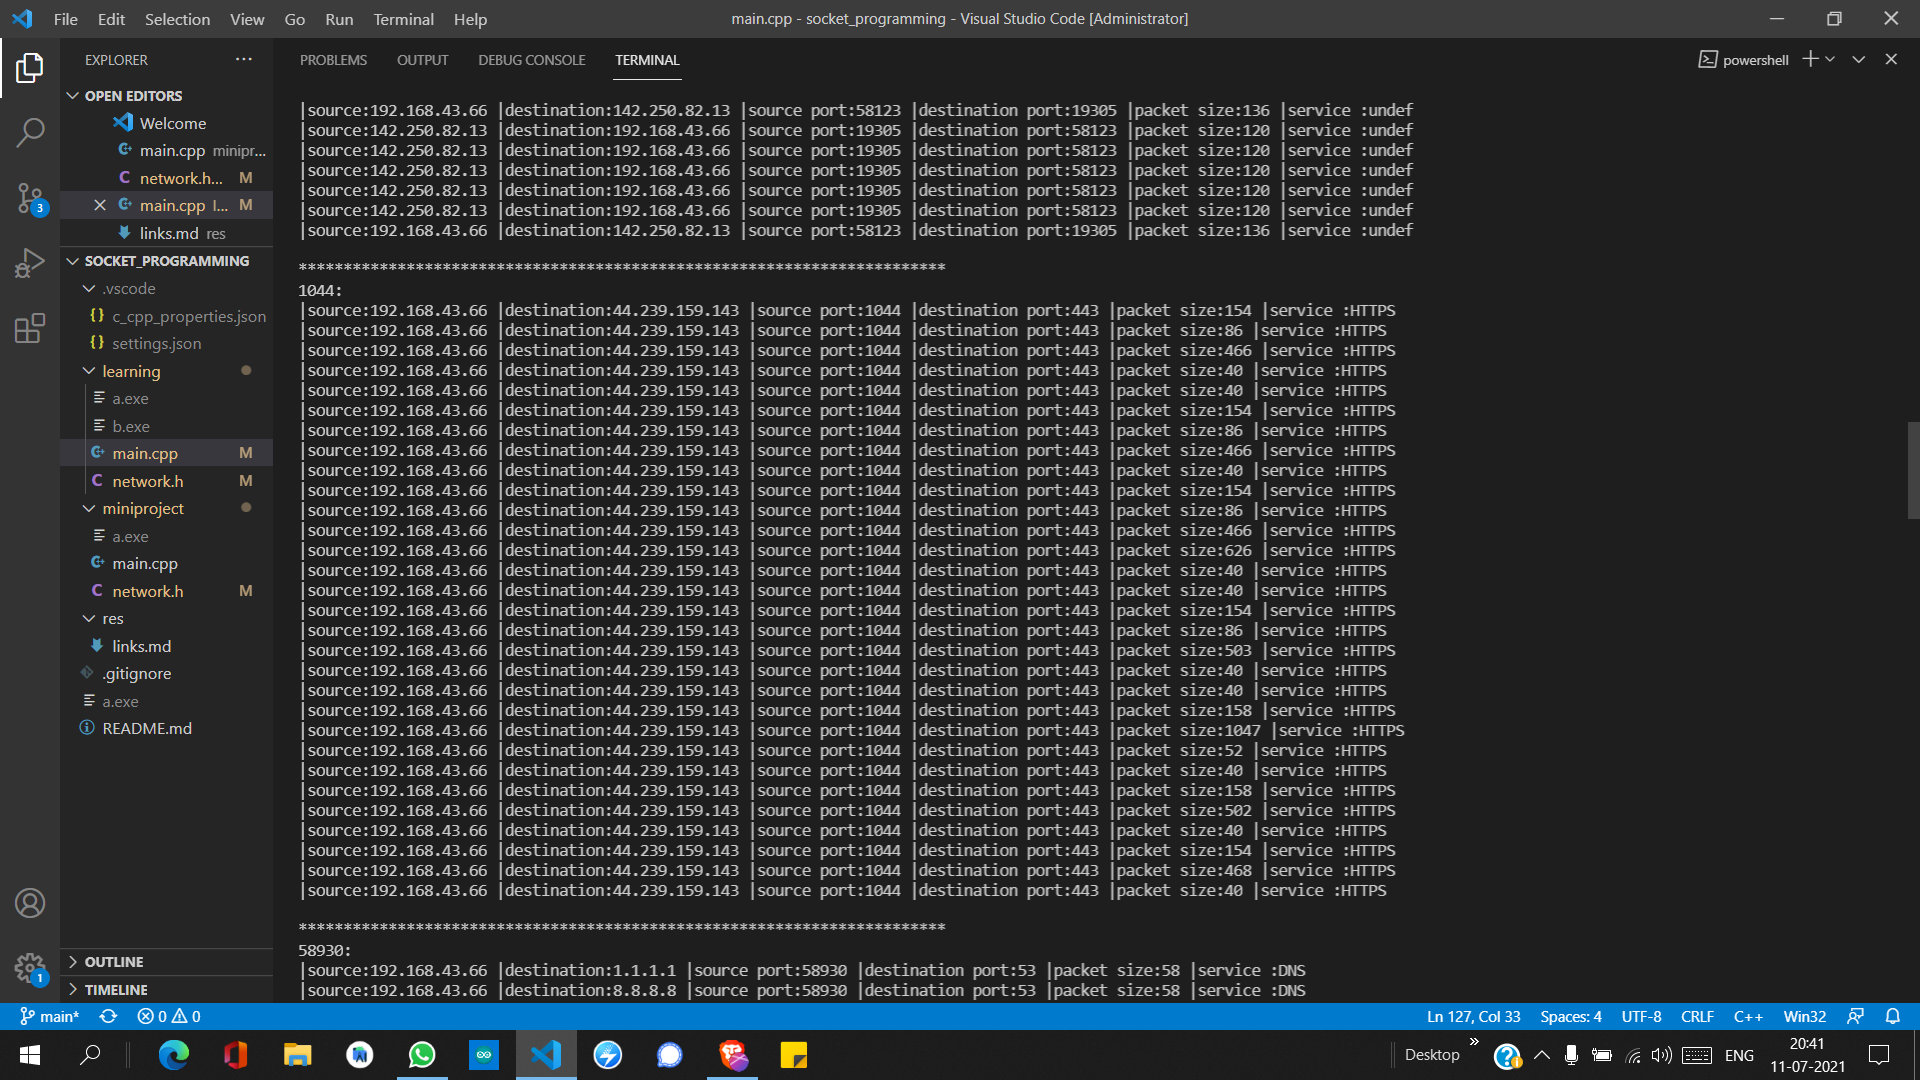 File Edit Selection View Go Run Terminal Help
main.cpp - socket_programming - Visual Studio Code [Administrator]
EXPLORER
PROBLEMS OUTPUT DEBUG CONSOLE TERMINAL
powershell
OPEN EDITORS
Welcome
main.cpp minipr...
network.h... M
main.cpp l... M
links.md res
SOCKET_PROGRAMMING
.vscode
c_cpp_properties.json
settings.json
learning
a.exe
b.exe
main.cpp M
network.h M
miniproject
a.exe
main.cpp
network.h M
res
links.md
.gitignore
a.exe
README.md
OUTLINE
TIMELINE
3
1
|source:192.168.43.66 |destination:142.250.82.13 |source port:58123 |destination port:19305 |packet size:136 |service :undef
|source:142.250.82.13 |destination:192.168.43.66 |source port:19305 |destination port:58123 |packet size:120 |service :undef
|source:142.250.82.13 |destination:192.168.43.66 |source port:19305 |destination port:58123 |packet size:120 |service :undef
|source:142.250.82.13 |destination:192.168.43.66 |source port:19305 |destination port:58123 |packet size:120 |service :undef
|source:142.250.82.13 |destination:192.168.43.66 |source port:19305 |destination port:58123 |packet size:120 |service :undef
|source:142.250.82.13 |destination:192.168.43.66 |source port:19305 |destination port:58123 |packet size:120 |service :undef
|source:192.168.43.66 |destination:142.250.82.13 |source port:58123 |destination port:19305 |packet size:136 |service :undef
************************************************************************
1044:
|source:192.168.43.66 |destination:44.239.159.143 |source port:1044 |destination port:443 |packet size:154 |service :HTTPS
|source:192.168.43.66 |destination:44.239.159.143 |source port:1044 |destination port:443 |packet size:86 |service :HTTPS
|source:192.168.43.66 |destination:44.239.159.143 |source port:1044 |destination port:443 |packet size:466 |service :HTTPS
|source:192.168.43.66 |destination:44.239.159.143 |source port:1044 |destination port:443 |packet size:40 |service :HTTPS
|source:192.168.43.66 |destination:44.239.159.143 |source port:1044 |destination port:443 |packet size:40 |service :HTTPS
|source:192.168.43.66 |destination:44.239.159.143 |source port:1044 |destination port:443 |packet size:154 |service :HTTPS
|source:192.168.43.66 |destination:44.239.159.143 |source port:1044 |destination port:443 |packet size:86 |service :HTTPS
|source:192.168.43.66 |destination:44.239.159.143 |source port:1044 |destination port:443 |packet size:466 |service :HTTPS
|source:192.168.43.66 |destination:44.239.159.143 |source port:1044 |destination port:443 |packet size:40 |service :HTTPS
|source:192.168.43.66 |destination:44.239.159.143 |source port:1044 |destination port:443 |packet size:154 |service :HTTPS
|source:192.168.43.66 |destination:44.239.159.143 |source port:1044 |destination port:443 |packet size:86 |service :HTTPS
|source:192.168.43.66 |destination:44.239.159.143 |source port:1044 |destination port:443 |packet size:466 |service :HTTPS
|source:192.168.43.66 |destination:44.239.159.143 |source port:1044 |destination port:443 |packet size:626 |service :HTTPS
|source:192.168.43.66 |destination:44.239.159.143 |source port:1044 |destination port:443 |packet size:40 |service :HTTPS
|source:192.168.43.66 |destination:44.239.159.143 |source port:1044 |destination port:443 |packet size:40 |service :HTTPS
|source:192.168.43.66 |destination:44.239.159.143 |source port:1044 |destination port:443 |packet size:154 |service :HTTPS
|source:192.168.43.66 |destination:44.239.159.143 |source port:1044 |destination port:443 |packet size:86 |service :HTTPS
|source:192.168.43.66 |destination:44.239.159.143 |source port:1044 |destination port:443 |packet size:503 |service :HTTPS
|source:192.168.43.66 |destination:44.239.159.143 |source port:1044 |destination port:443 |packet size:40 |service :HTTPS
|source:192.168.43.66 |destination:44.239.159.143 |source port:1044 |destination port:443 |packet size:40 |service :HTTPS
|source:192.168.43.66 |destination:44.239.159.143 |source port:1044 |destination port:443 |packet size:158 |service :HTTPS
|source:192.168.43.66 |destination:44.239.159.143 |source port:1044 |destination port:443 |packet size:1047 |service :HTTPS
|source:192.168.43.66 |destination:44.239.159.143 |source port:1044 |destination port:443 |packet size:52 |service :HTTPS
|source:192.168.43.66 |destination:44.239.159.143 |source port:1044 |destination port:443 |packet size:40 |service :HTTPS
|source:192.168.43.66 |destination:44.239.159.143 |source port:1044 |destination port:443 |packet size:158 |service :HTTPS
|source:192.168.43.66 |destination:44.239.159.143 |source port:1044 |destination port:443 |packet size:502 |service :HTTPS
|source:192.168.43.66 |destination:44.239.159.143 |source port:1044 |destination port:443 |packet size:40 |service :HTTPS
|source:192.168.43.66 |destination:44.239.159.143 |source port:1044 |destination port:443 |packet size:154 |service :HTTPS
|source:192.168.43.66 |destination:44.239.159.143 |source port:1044 |destination port:443 |packet size:468 |service :HTTPS
|source:192.168.43.66 |destination:44.239.159.143 |source port:1044 |destination port:443 |packet size:40 |service :HTTPS
************************************************************************
58930:
|source:192.168.43.66 |destination:1.1.1.1 |source port:58930 |destination port:53 |packet size:58 |service :DNS
|source:192.168.43.66 |destination:8.8.8.8 |source port:58930 |destination port:53 |packet size:58 |service :DNS
main* 0 0
Ln 127, Col 33 Spaces: 4 UTF-8 CRLF C++ Win32
Desktop » ENG
20:41
11-07-2021